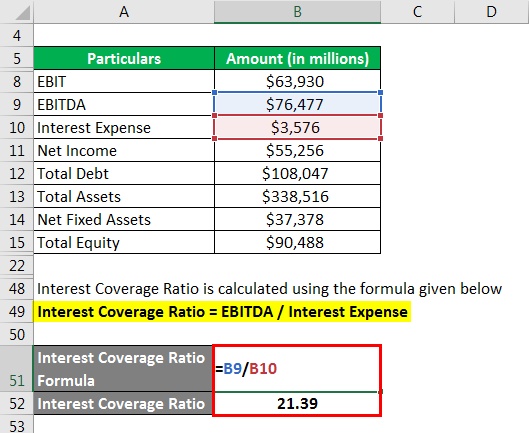 A B C D
4
5 Particulars Amount (in millions)
8 EBIT $63,930
9 EBITDA $76,477
10 Interest Expense $3,576
11 Net Income $55,256
12 Total Debt $108,047
13 Total Assets $338,516
14 Net Fixed Assets $37,378
15 Total Equity $90,488
22
48 Interest Coverage Ratio is calculated using the formula given below
49 Interest Coverage Ratio = EBITDA / Interest Expense
50
Interest Coverage Ratio
51 Formula =B9/B10
52 Interest Coverage Ratio 21.39
53